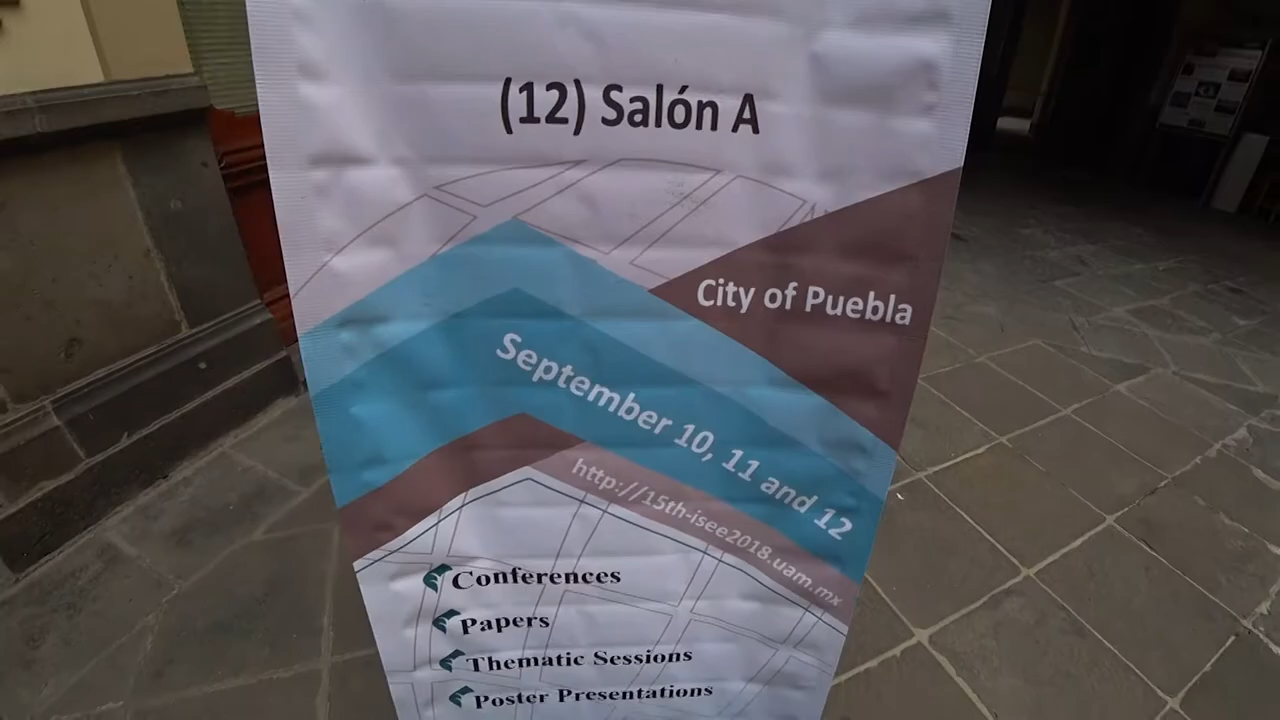 (12) Salón A
City of Puebla
September 10, 11 and 12
http://15th-isee2018.uam.mx
Conferences
Papers
Thematic Sessions
Poster Presentations